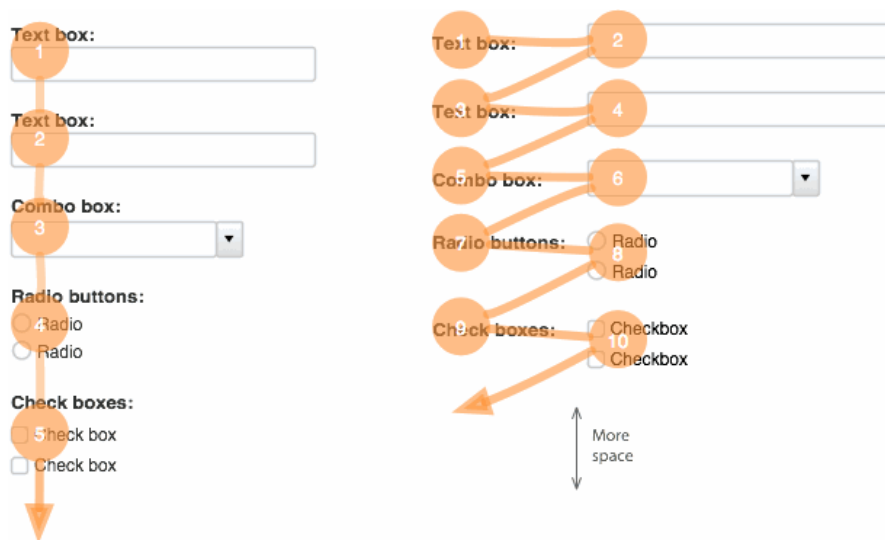 Text box:
1
Text box:
2
Combo box:
3
Radio buttons:
4 Radio
Radio
Check boxes:
5 Check box
Check box
1 Text box: 2
3 Text box: 4
5 Combo box: 6
7 Radio buttons: 8 Radio
Radio
9 Check boxes: 10 Checkbox
Checkbox
More
space